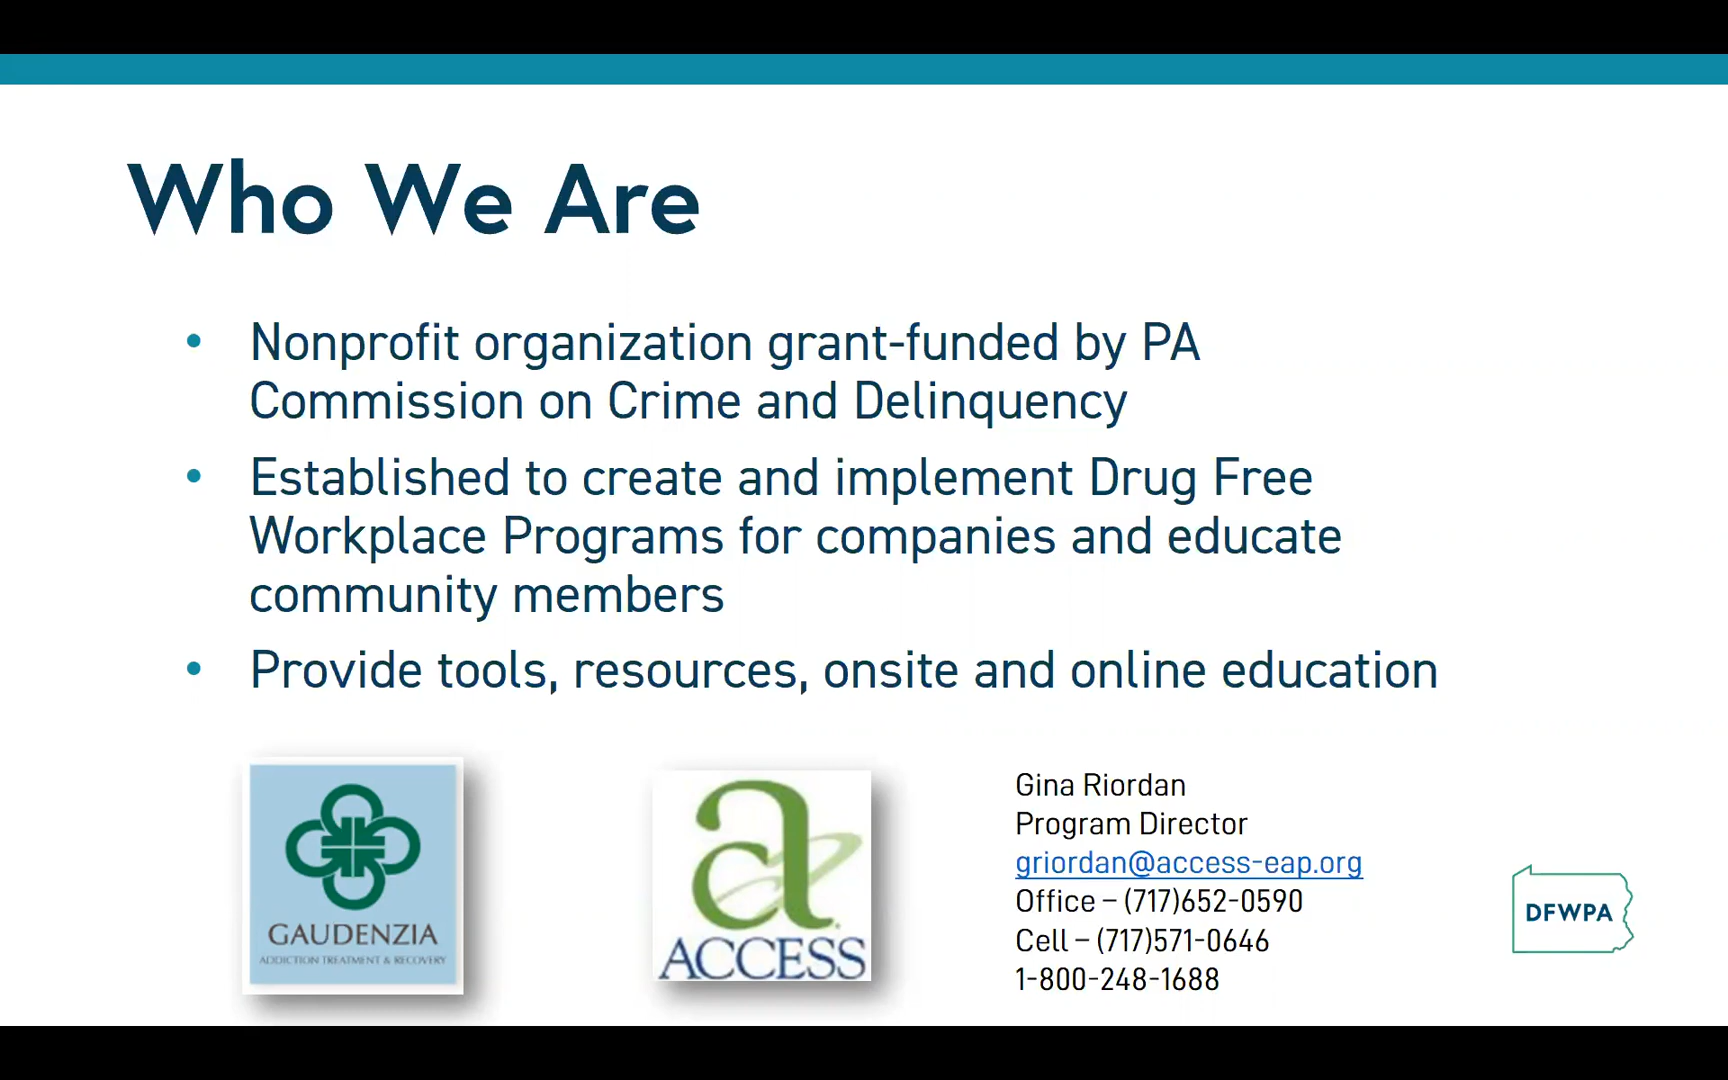 Who We Are
• Nonprofit organization grant-funded by PA
Commission on Crime and Delinquency
• Established to create and implement Drug Free
Workplace Programs for companies and educate
community members
• Provide tools, resources, onsite and online education
GAUDENZIA
ADDICTION TREATMENT & RECOVERY
a
ACCESS
Gina Riordan
Program Director
griordan@access-eap.org
Office – (717)652-0590
Cell – (717)571-0646
1-800-248-1688
DFWPA